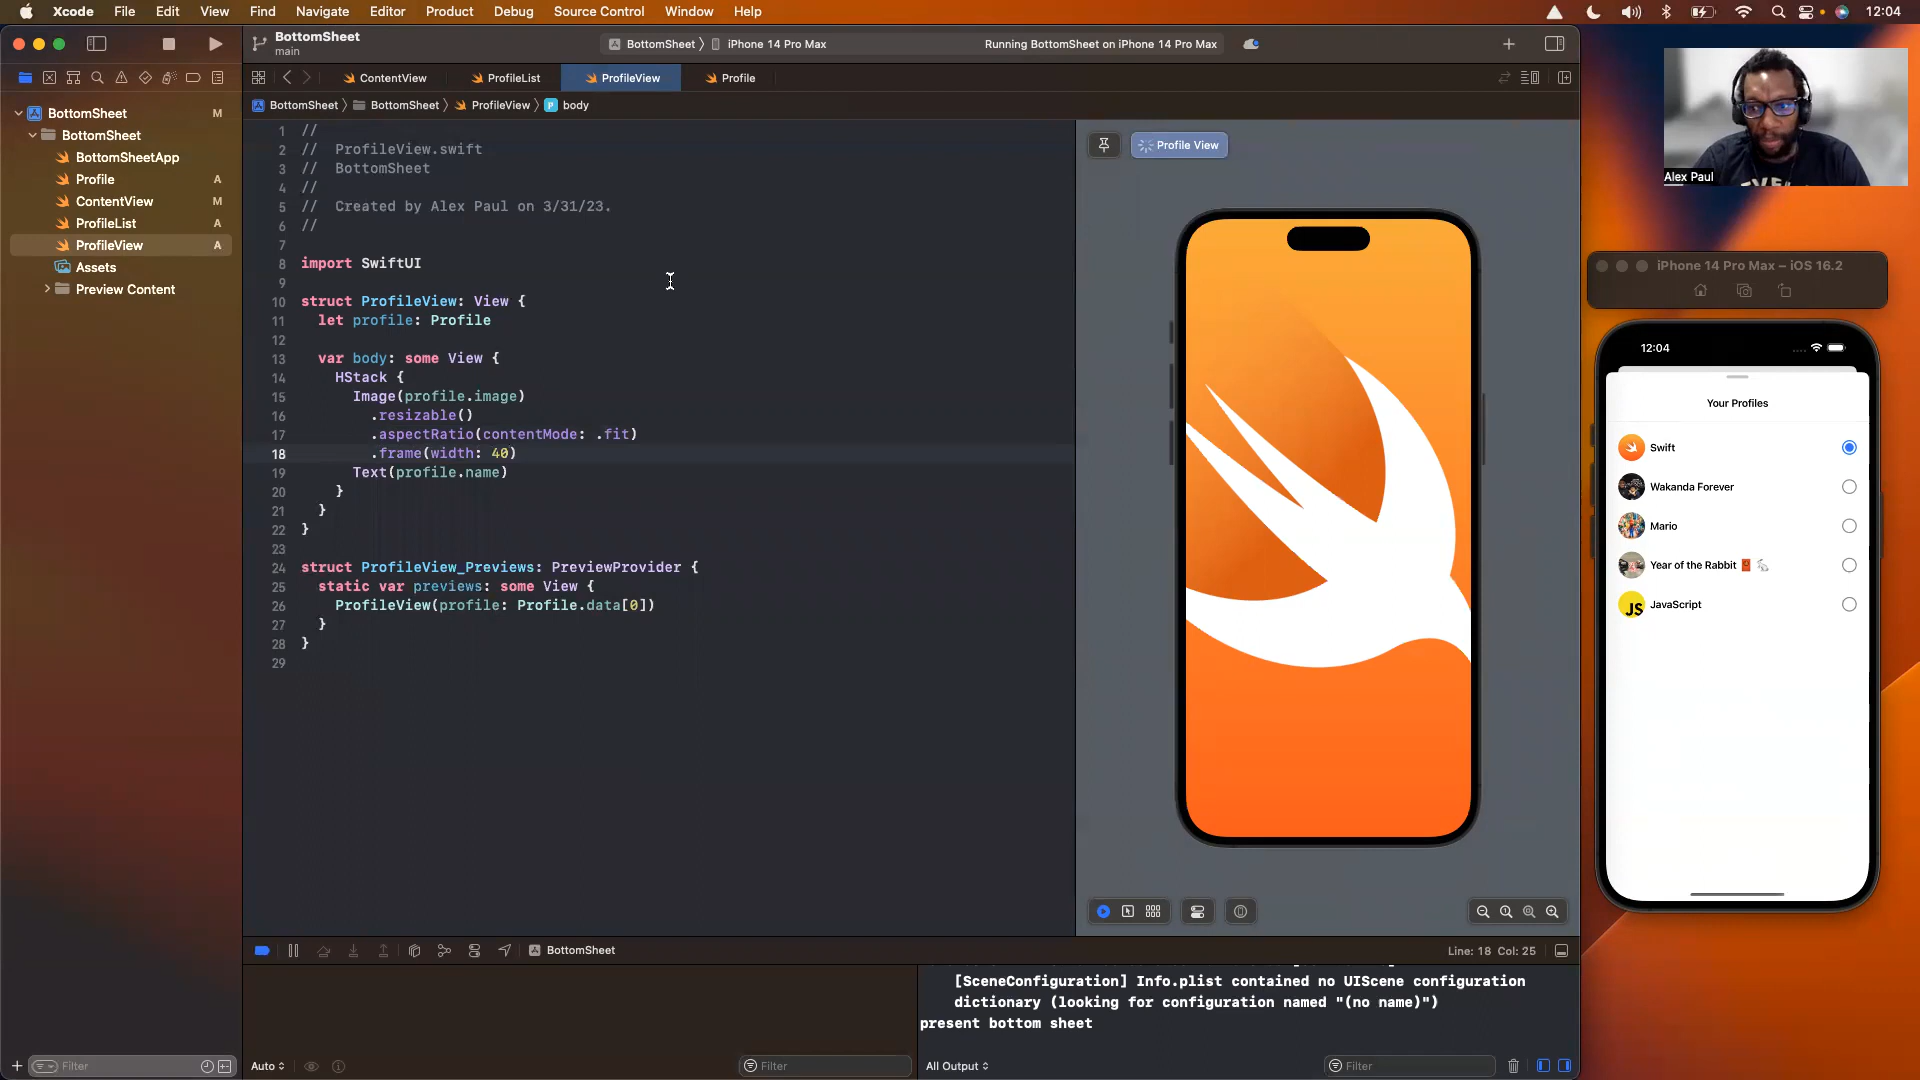 Xcode File Edit View Find Navigate Editor Product Debug Source Control Window Help 12:04
BottomSheet
main
BottomSheet iPhone 14 Pro Max
Running BottomSheet on iPhone 14 Pro Max
ContentView ProfileList ProfileView Profile
BottomSheet BottomSheet ProfileView body
BottomSheet M
BottomSheet
BottomSheetApp
Profile A
ContentView M
ProfileList A
ProfileView A
Assets
Preview Content
1 //
2 // ProfileView.swift
3 // BottomSheet
4 //
5 // Created by Alex Paul on 3/31/23.
6 //
7
8 import SwiftUI
9
10 struct ProfileView: View {
11 let profile: Profile
12
13 var body: some View {
14 HStack {
15 Image(profile.image)
16 .resizable()
17 .aspectRatio(contentMode: .fit)
18 .frame(width: 40)
19 Text(profile.name)
20 }
21 }
22 }
23
24 struct ProfileView_Previews: PreviewProvider {
25 static var previews: some View {
26 ProfileView(profile: Profile.data[0])
27 }
28 }
29
Profile View
Alex Paul
iPhone 14 Pro Max – iOS 16.2
12:04
Your Profiles
Swift
Wakanda Forever
Mario
Year of the Rabbit 🧧 🐇
JS JavaScript
BottomSheet
Line: 18 Col: 25
[SceneConfiguration] Info.plist contained no UIScene configuration
dictionary (looking for configuration named "(no name)")
present bottom sheet
Filter
Auto
Filter
All Output
Filter